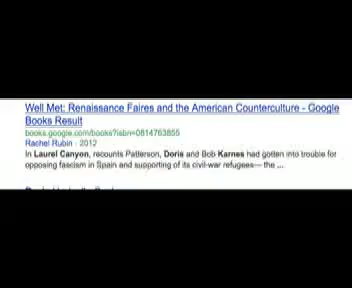 Well Met: Renaissance Faires and the American Counterculture - Google
Books Result
books.google.com/books?isbn=0814763855
Rachel Rubin - 2012
In Laurel Canyon, recounts Patterson, Doris and Bob Karnes had gotten into trouble for
opposing fascism in Spain and supporting of its civil-war refugees— the ...